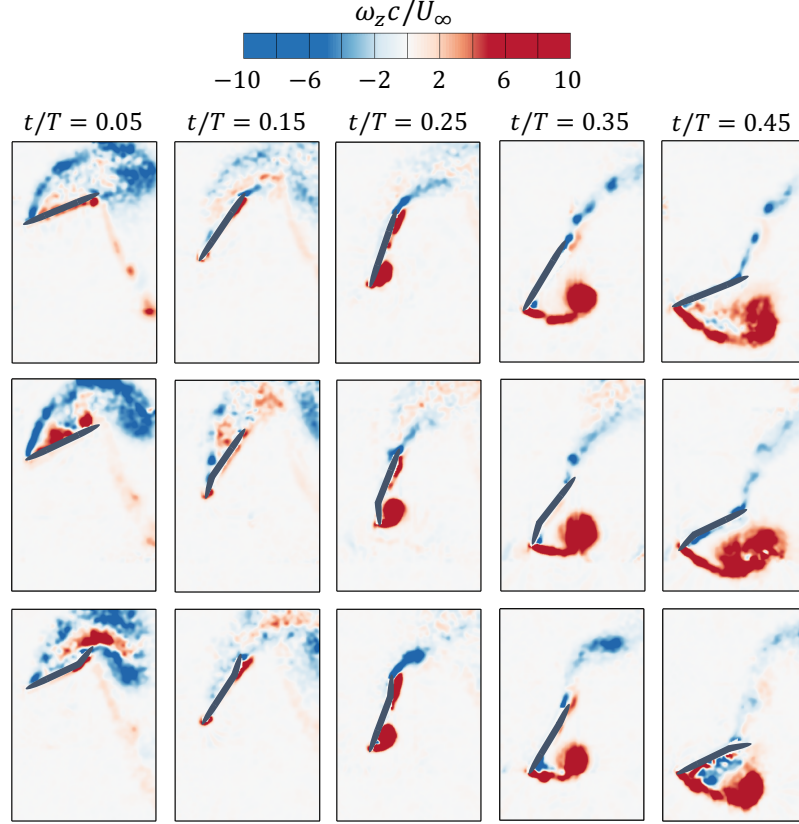 ω_z c/U_∞
−10 −6 −2 2 6 10
t/T = 0.05 t/T = 0.15 t/T = 0.25 t/T = 0.35 t/T = 0.45